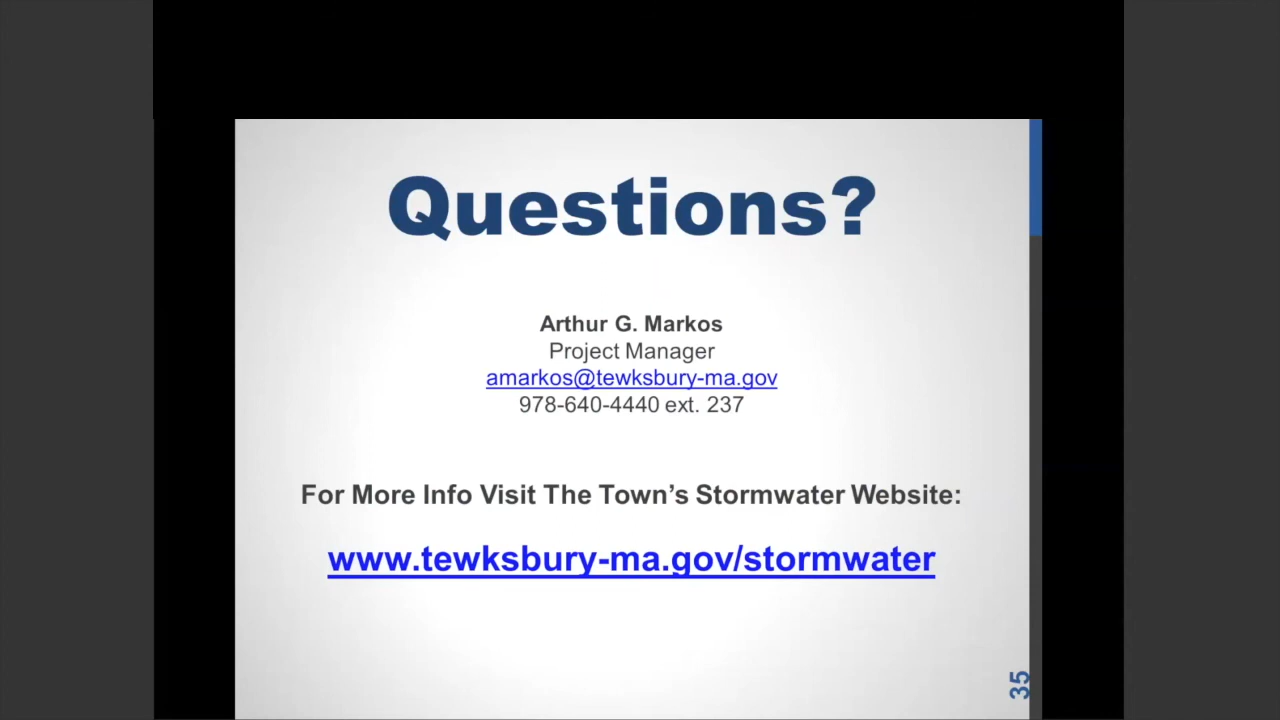 Questions?
Arthur G. Markos
Project Manager
amarkos@tewksbury-ma.gov
978-640-4440 ext. 237
For More Info Visit The Town's Stormwater Website:
www.tewksbury-ma.gov/stormwater
35